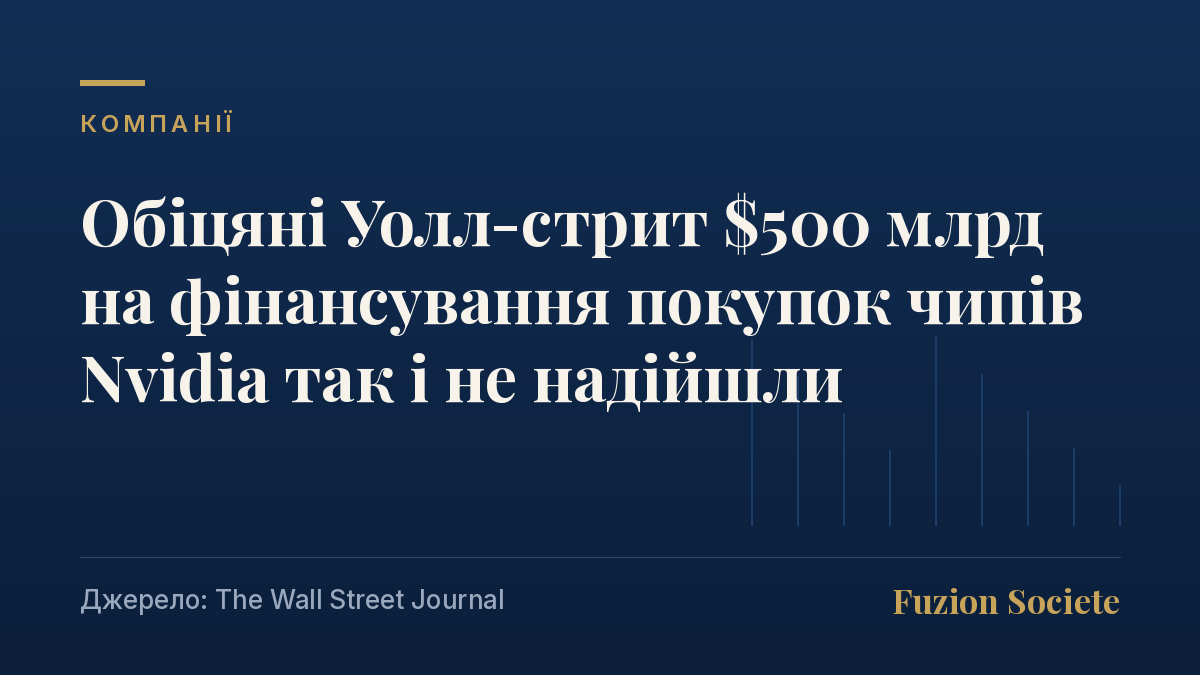 КОМПАНІЇ
Обіцяні Уолл-стрит $500 млрд
на фінансування покупок чипів
Nvidia так і не надійшли
Джерело: The Wall Street Journal
Fuzion Societe